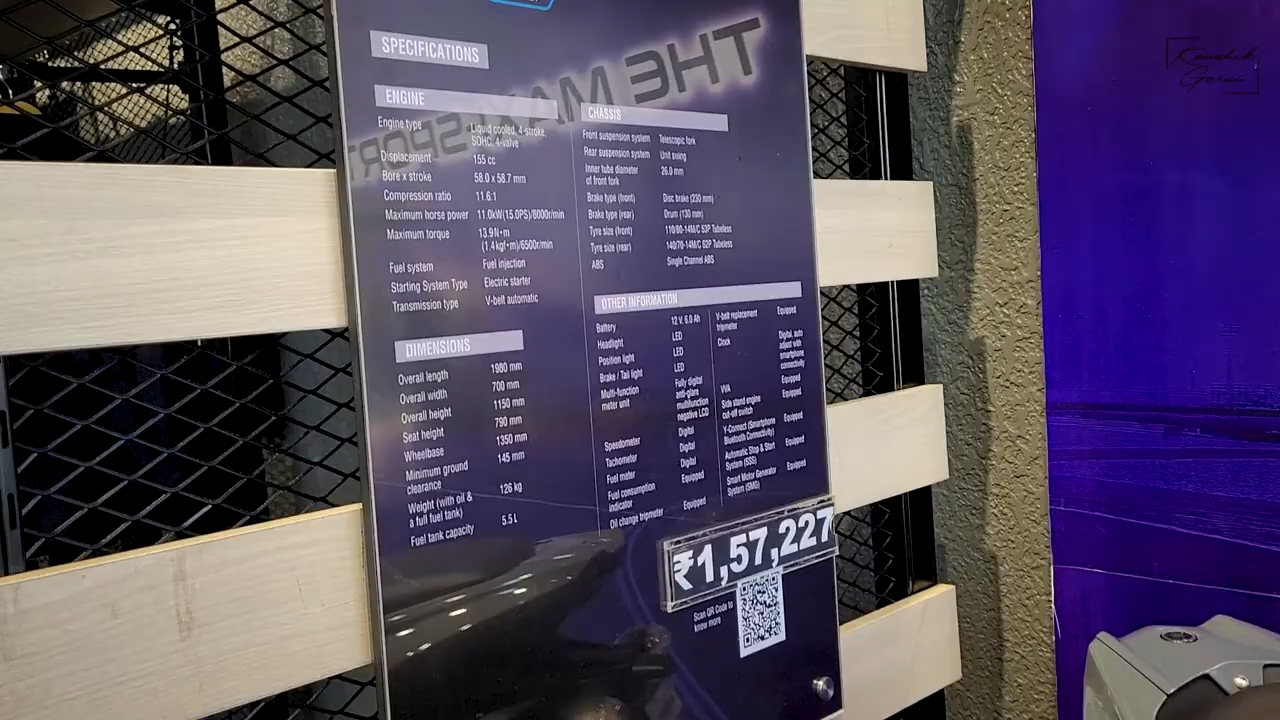 SPECIFICATIONS
THE MAXI SPORT
ENGINE
Engine type Liquid cooled, 4-stroke,
SOHC, 4-valve
Displacement 155 cc
Bore x stroke 58.0 x 58.7 mm
Compression ratio 11.6:1
Maximum horse power 11.0kW(15.0PS)/8000r/min
Maximum torque 13.9N•m
(1.4kgf•m)/6500r/min
Fuel system Fuel injection
Starting System Type Electric starter
Transmission type V-belt automatic
DIMENSIONS
Overall length 1980 mm
Overall width 700 mm
Overall height 1150 mm
Seat height 790 mm
Wheelbase 1350 mm
Minimum ground
clearance 145 mm
Weight (with oil &
a full fuel tank) 126 kg
Fuel tank capacity 5.5 l
CHASSIS
Front suspension system Telescopic fork
Rear suspension system Unit swing
Inner tube diameter
of front fork 26.0 mm
Brake type (front) Disc brake (230 mm)
Brake type (rear) Drum (130 mm)
Tyre size (front) 110/80-14M/C 53P Tubeless
Tyre size (rear) 140/70-14M/C 62P Tubeless
ABS Single Channel ABS
OTHER INFORMATION
Battery 12 V, 6.0 Ah
Headlight LED
Position light LED
Brake / Tail light LED
Multi-function
meter unit
Fully digital
anti-glare
multifunction
negative LCD
Speedometer Digital
Tachometer Digital
Fuel meter Digital
Fuel consumption
indicator Equipped
Oil change tripmeter Equipped
V-belt replacement
tripmeter Equipped
Clock
Digital, auto
adjust with
smartphone
connectivity
VVA Equipped
Side stand engine
cut-off switch Equipped
Y-Connect (Smartphone
Bluetooth Connectivity) Equipped
Automatic Stop & Start
System (SSS) Equipped
Smart Motor Generator
System (SMG) Equipped
₹1,57,227
Scan QR Code to
know more
Koushik
Gorai